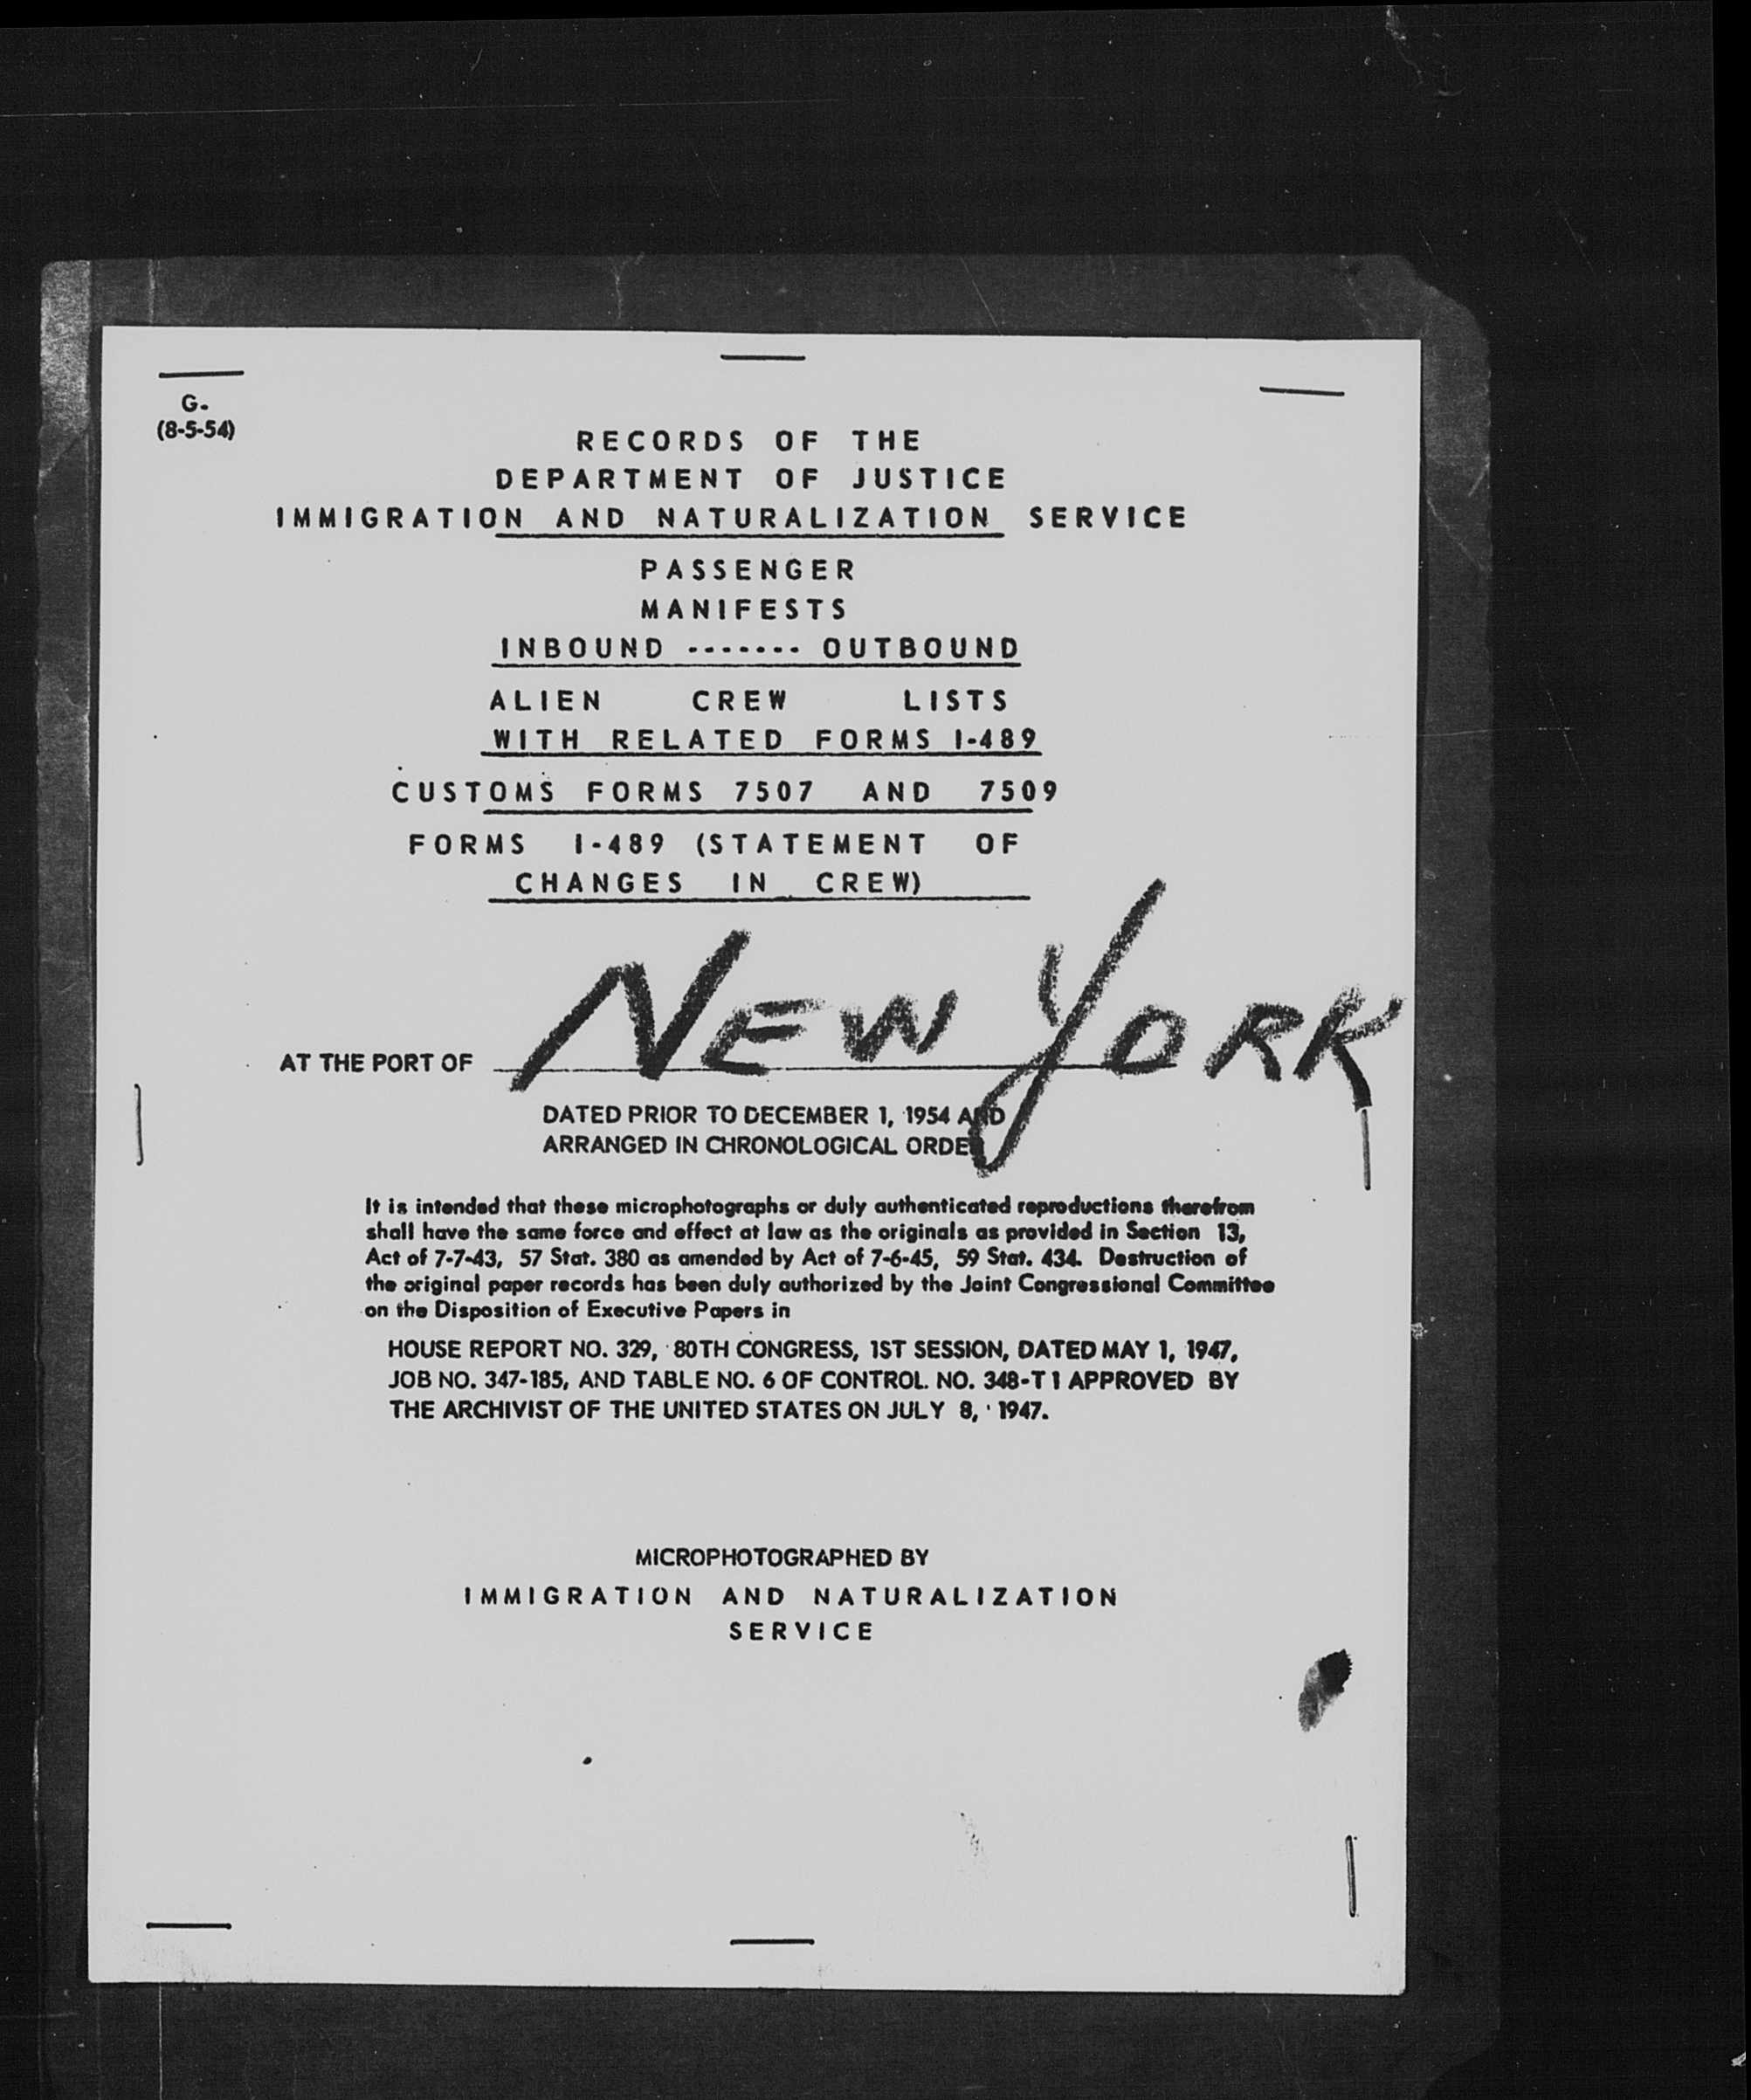 G-
(8-5-54)
RECORDS OF THE
DEPARTMENT OF JUSTICE
IMMIGRATION AND NATURALIZATION SERVICE
PASSENGER
MANIFESTS
INBOUND ------- OUTBOUND
ALIEN CREW LISTS
WITH RELATED FORMS I-489
CUSTOMS FORMS 7507 AND 7509
FORMS I-489 (STATEMENT OF
CHANGES IN CREW)
AT THE PORT OF NEW YORK
DATED PRIOR TO DECEMBER 1, 1954 AND
ARRANGED IN CHRONOLOGICAL ORDER
It is intended that these microphotographs or duly authenticated reproductions therefrom
shall have the same force and effect at law as the originals as provided in Section 13,
Act of 7-7-43, 57 Stat. 380 as amended by Act of 7-6-45, 59 Stat. 434. Destruction of
the original paper records has been duly authorized by the Joint Congressional Committee
on the Disposition of Executive Papers in
HOUSE REPORT NO. 329, 80TH CONGRESS, 1ST SESSION, DATED MAY 1, 1947,
JOB NO. 347-185, AND TABLE NO. 6 OF CONTROL NO. 348-T1 APPROVED BY
THE ARCHIVIST OF THE UNITED STATES ON JULY 8, 1947.
MICROPHOTOGRAPHED BY
IMMIGRATION AND NATURALIZATION
SERVICE